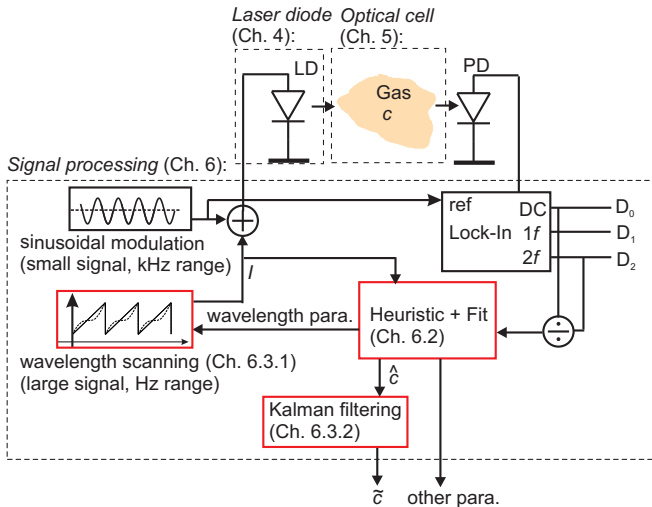 Laser diode
(Ch. 4):
Optical cell
(Ch. 5):
LD
PD
Gas
c
Signal processing (Ch. 6):
ref
DC
D0
Lock-In
1f
D1
2f
D2
sinusoidal modulation
(small signal, kHz range)
I
wavelength para.
Heuristic + Fit
(Ch. 6.2)
÷
wavelength scanning (Ch. 6.3.1)
(large signal, Hz range)
ĉ
Kalman filtering
(Ch. 6.3.2)
c̃
other para.